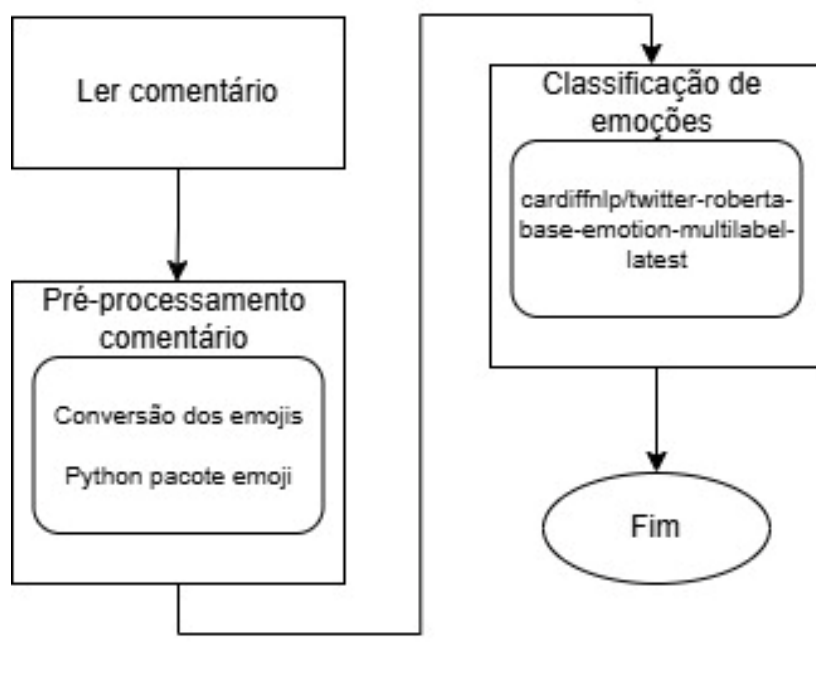 Ler comentário
Pré-processamento
comentário
Conversão dos emojis
Python pacote emoji
Classificação de
emoções
cardiffnlp/twitter-roberta-
base-emotion-multilabel-
latest
Fim